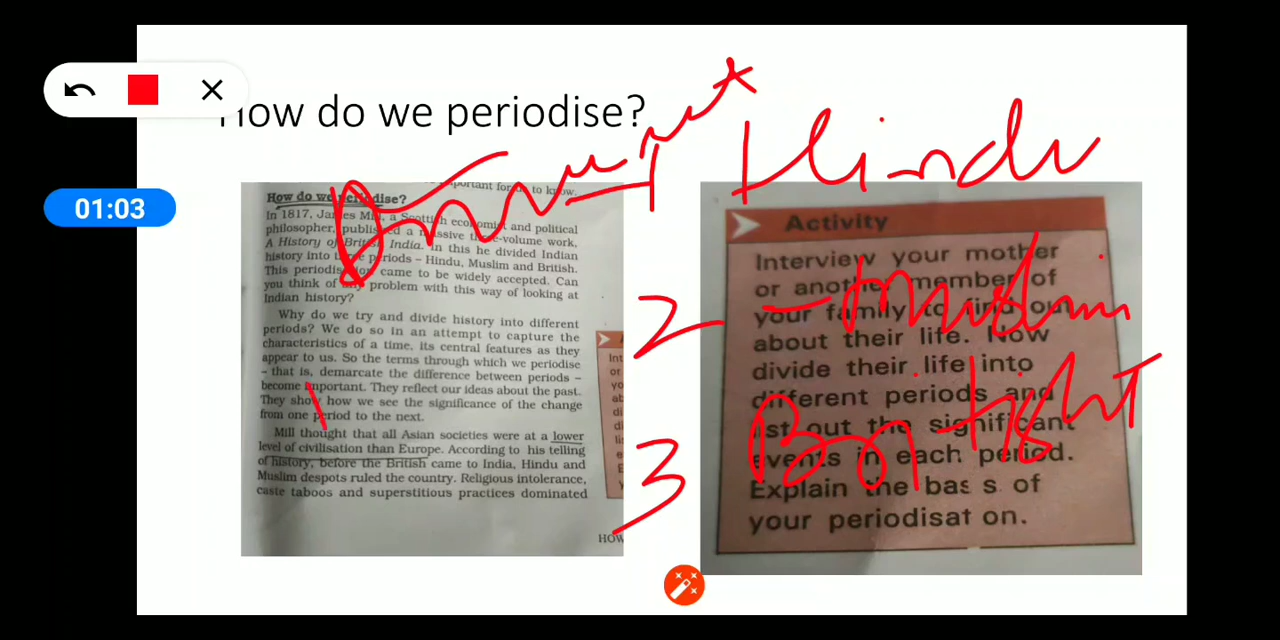 How do we periodise?
1 Hindu
01:03
important for us to know.
How do we periodise?
In 1817, James Mill, a Scottish economist and political
philosopher, published a massive three-volume work,
A History of British India. In this he divided Indian
history into three periods – Hindu, Muslim and British.
This periodisation came to be widely accepted. Can
you think of any problem with this way of looking at
Indian history?
Why do we try and divide history into different
periods? We do so in an attempt to capture the
characteristics of a time, its central features as they
appear to us. So the terms through which we periodise
– that is, demarcate the difference between periods –
become important. They reflect our ideas about the past.
They show how we see the significance of the change
from one period to the next.
Mill thought that all Asian societies were at a lower
level of civilisation than Europe. According to his telling
of history, before the British came to India, Hindu and
Muslim despots ruled the country. Religious intolerance,
caste taboos and superstitious practices dominated
HOW
Activity
Interview your mother
or another member of
your family to find out
about their life. Now
divide their life into
different periods and
list out the significant
events in each period.
Explain the bas s of
your periodisat on.
2
3